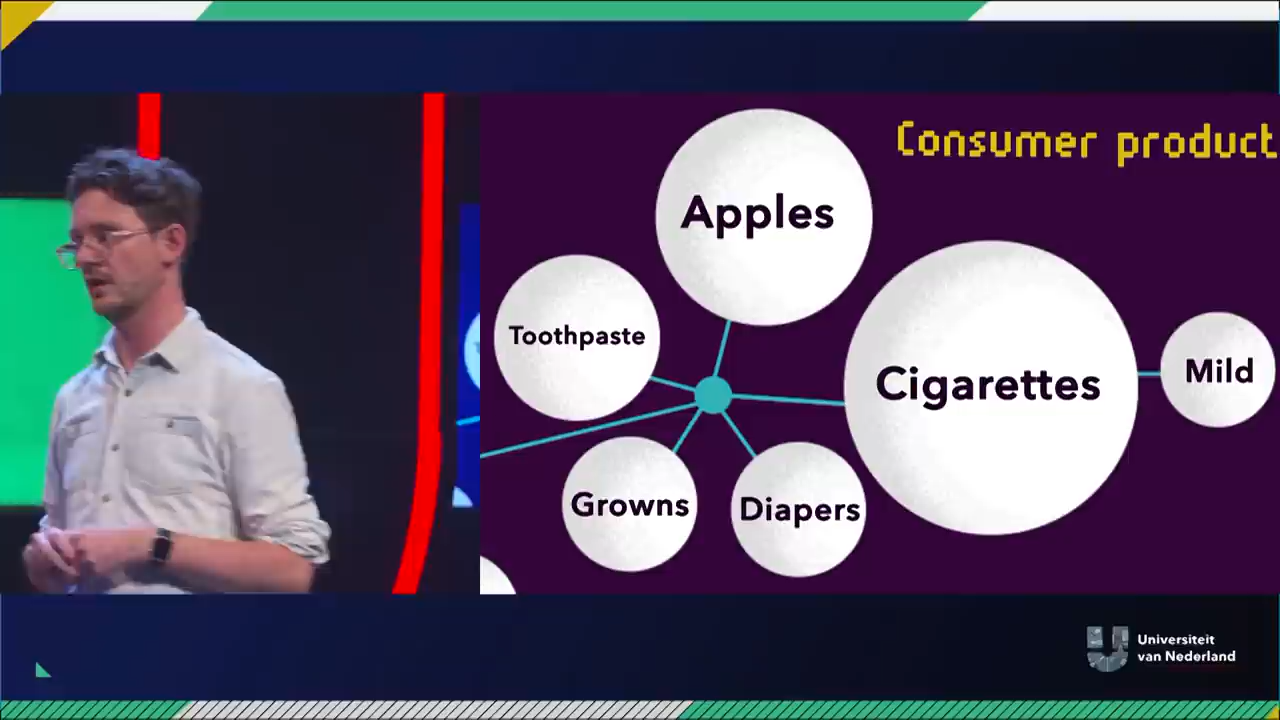 Consumer product
Apples
Toothpaste
Cigarettes
Mild
Growns
Diapers
Universiteit
van Nederland